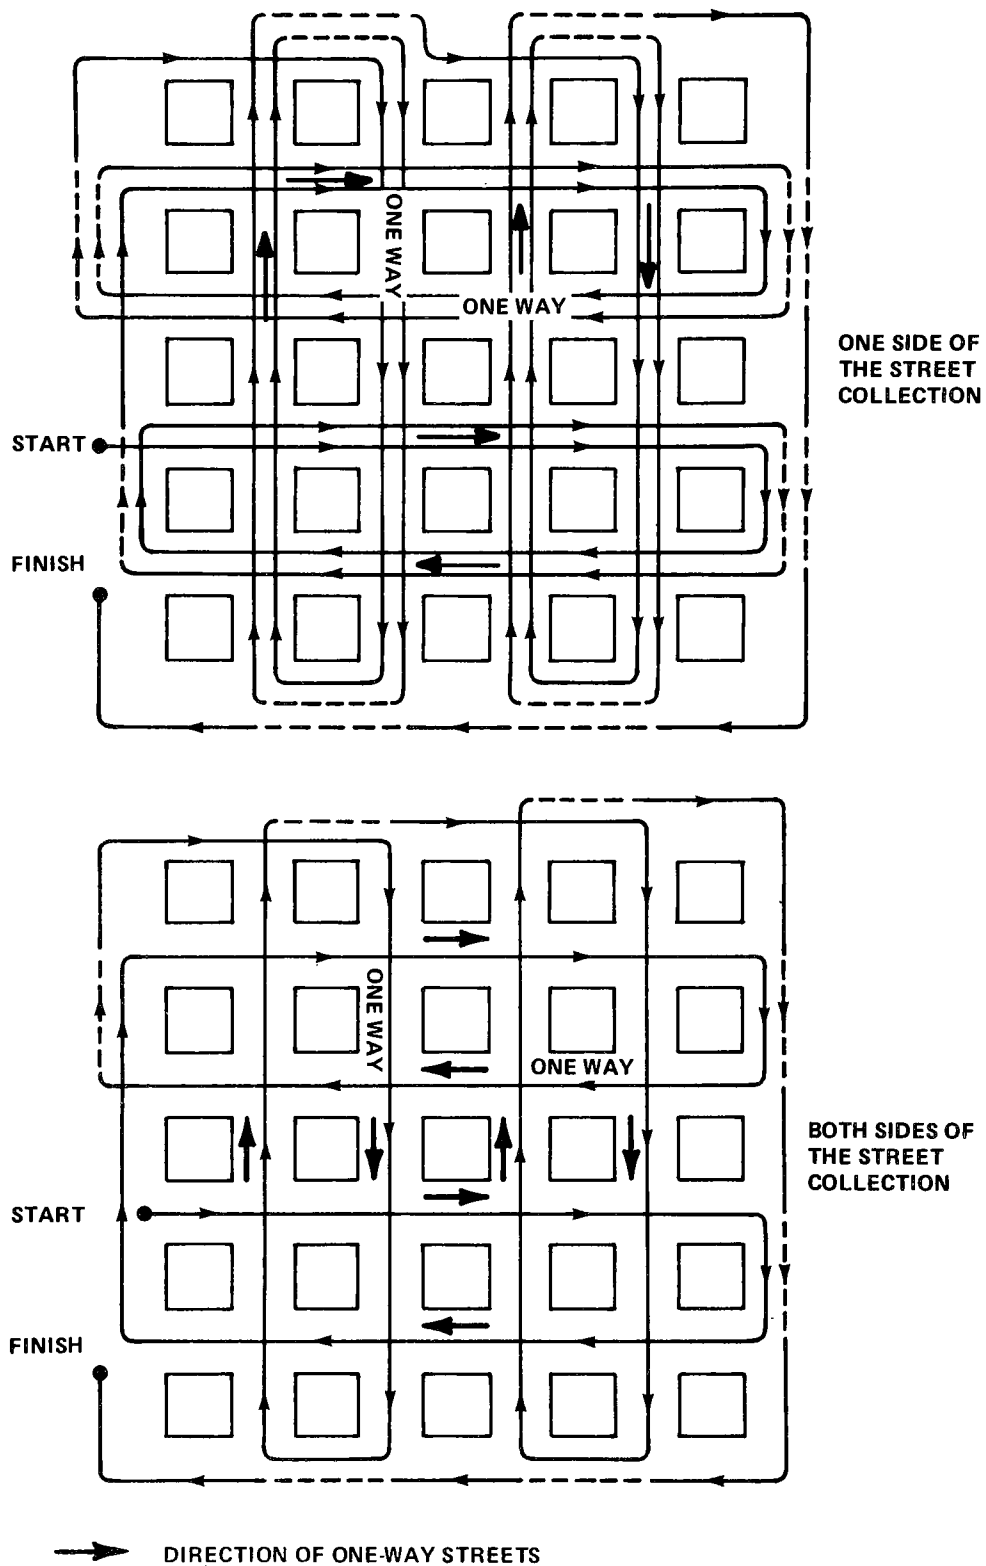 ONE WAY
ONE WAY
ONE SIDE OF
THE STREET
COLLECTION
START
FINISH
ONE WAY
ONE WAY
BOTH SIDES OF
THE STREET
COLLECTION
START
FINISH
DIRECTION OF ONE-WAY STREETS